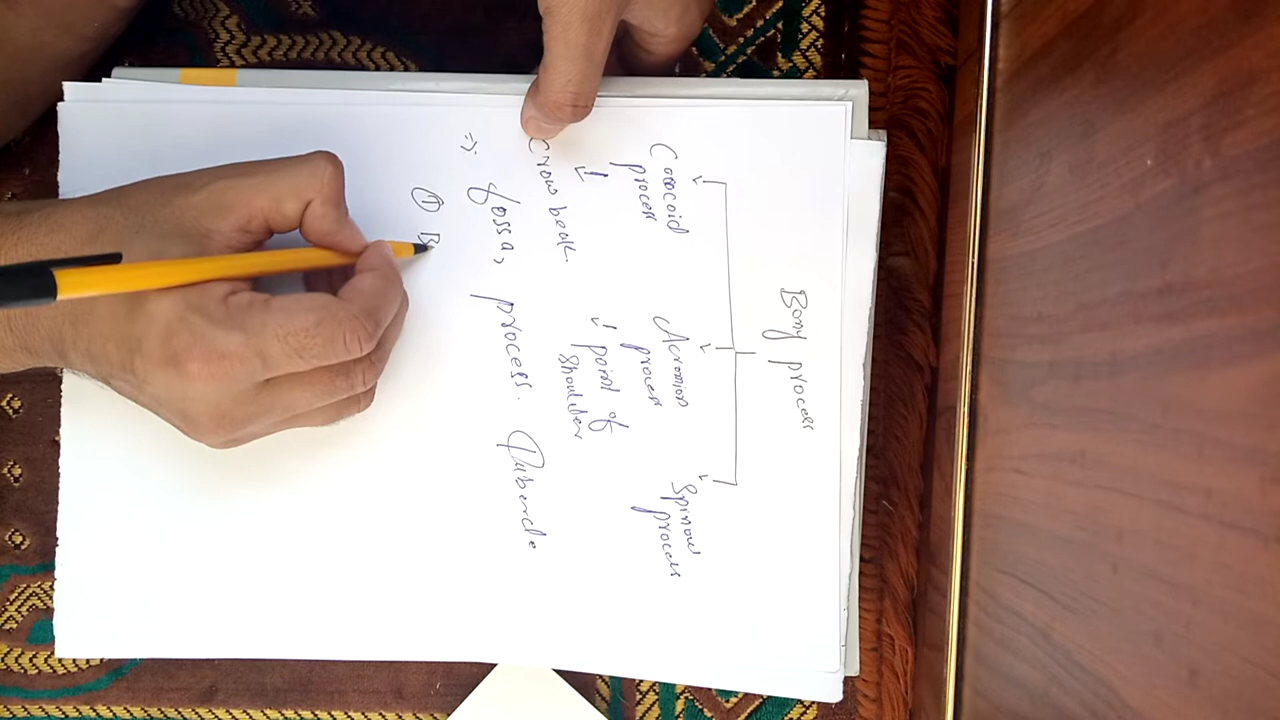 Bony process
Coracoid Acromion Spinous
process process process
Crow beak. point of
shoulder
=> fossa, process. Tubercle
① B